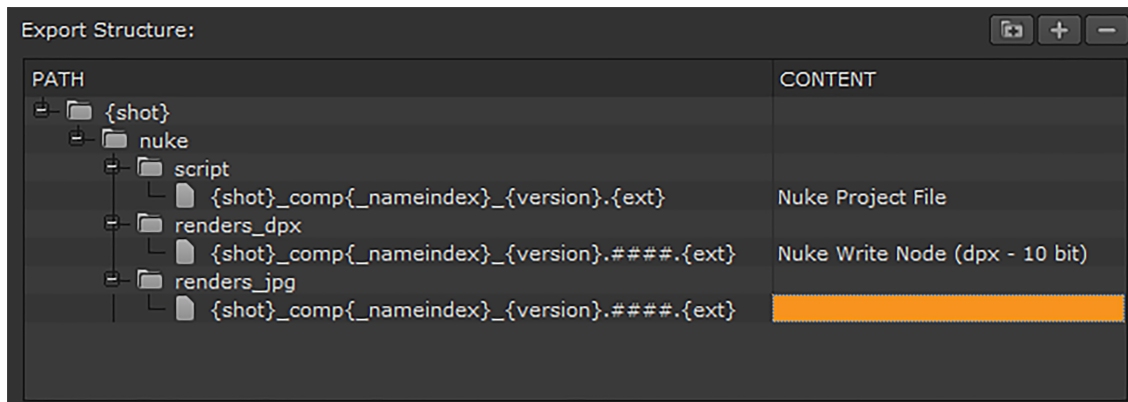 Export Structure:
PATH CONTENT
{shot}
nuke
script
{shot}_comp{_nameindex}_{version}.{ext} Nuke Project File
renders_dpx
{shot}_comp{_nameindex}_{version}.####.{ext} Nuke Write Node (dpx - 10 bit)
renders_jpg
{shot}_comp{_nameindex}_{version}.####.{ext}